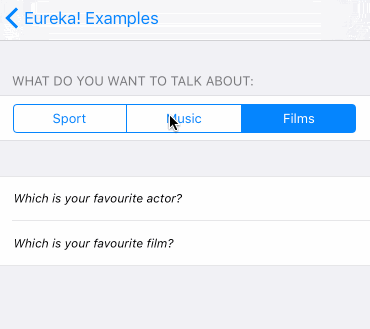 Eureka! Examples
WHAT DO YOU WANT TO TALK ABOUT:
Sport Music Films
Which is your favourite actor?
Which is your favourite film?